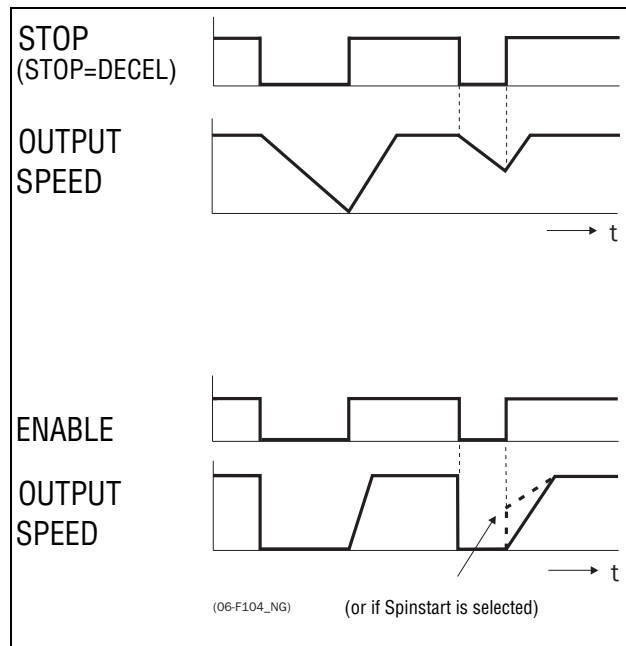 STOP
(STOP=DECEL)
OUTPUT
SPEED
t
ENABLE
OUTPUT
SPEED
t
(06-F104_NG)
(or if Spinstart is selected)